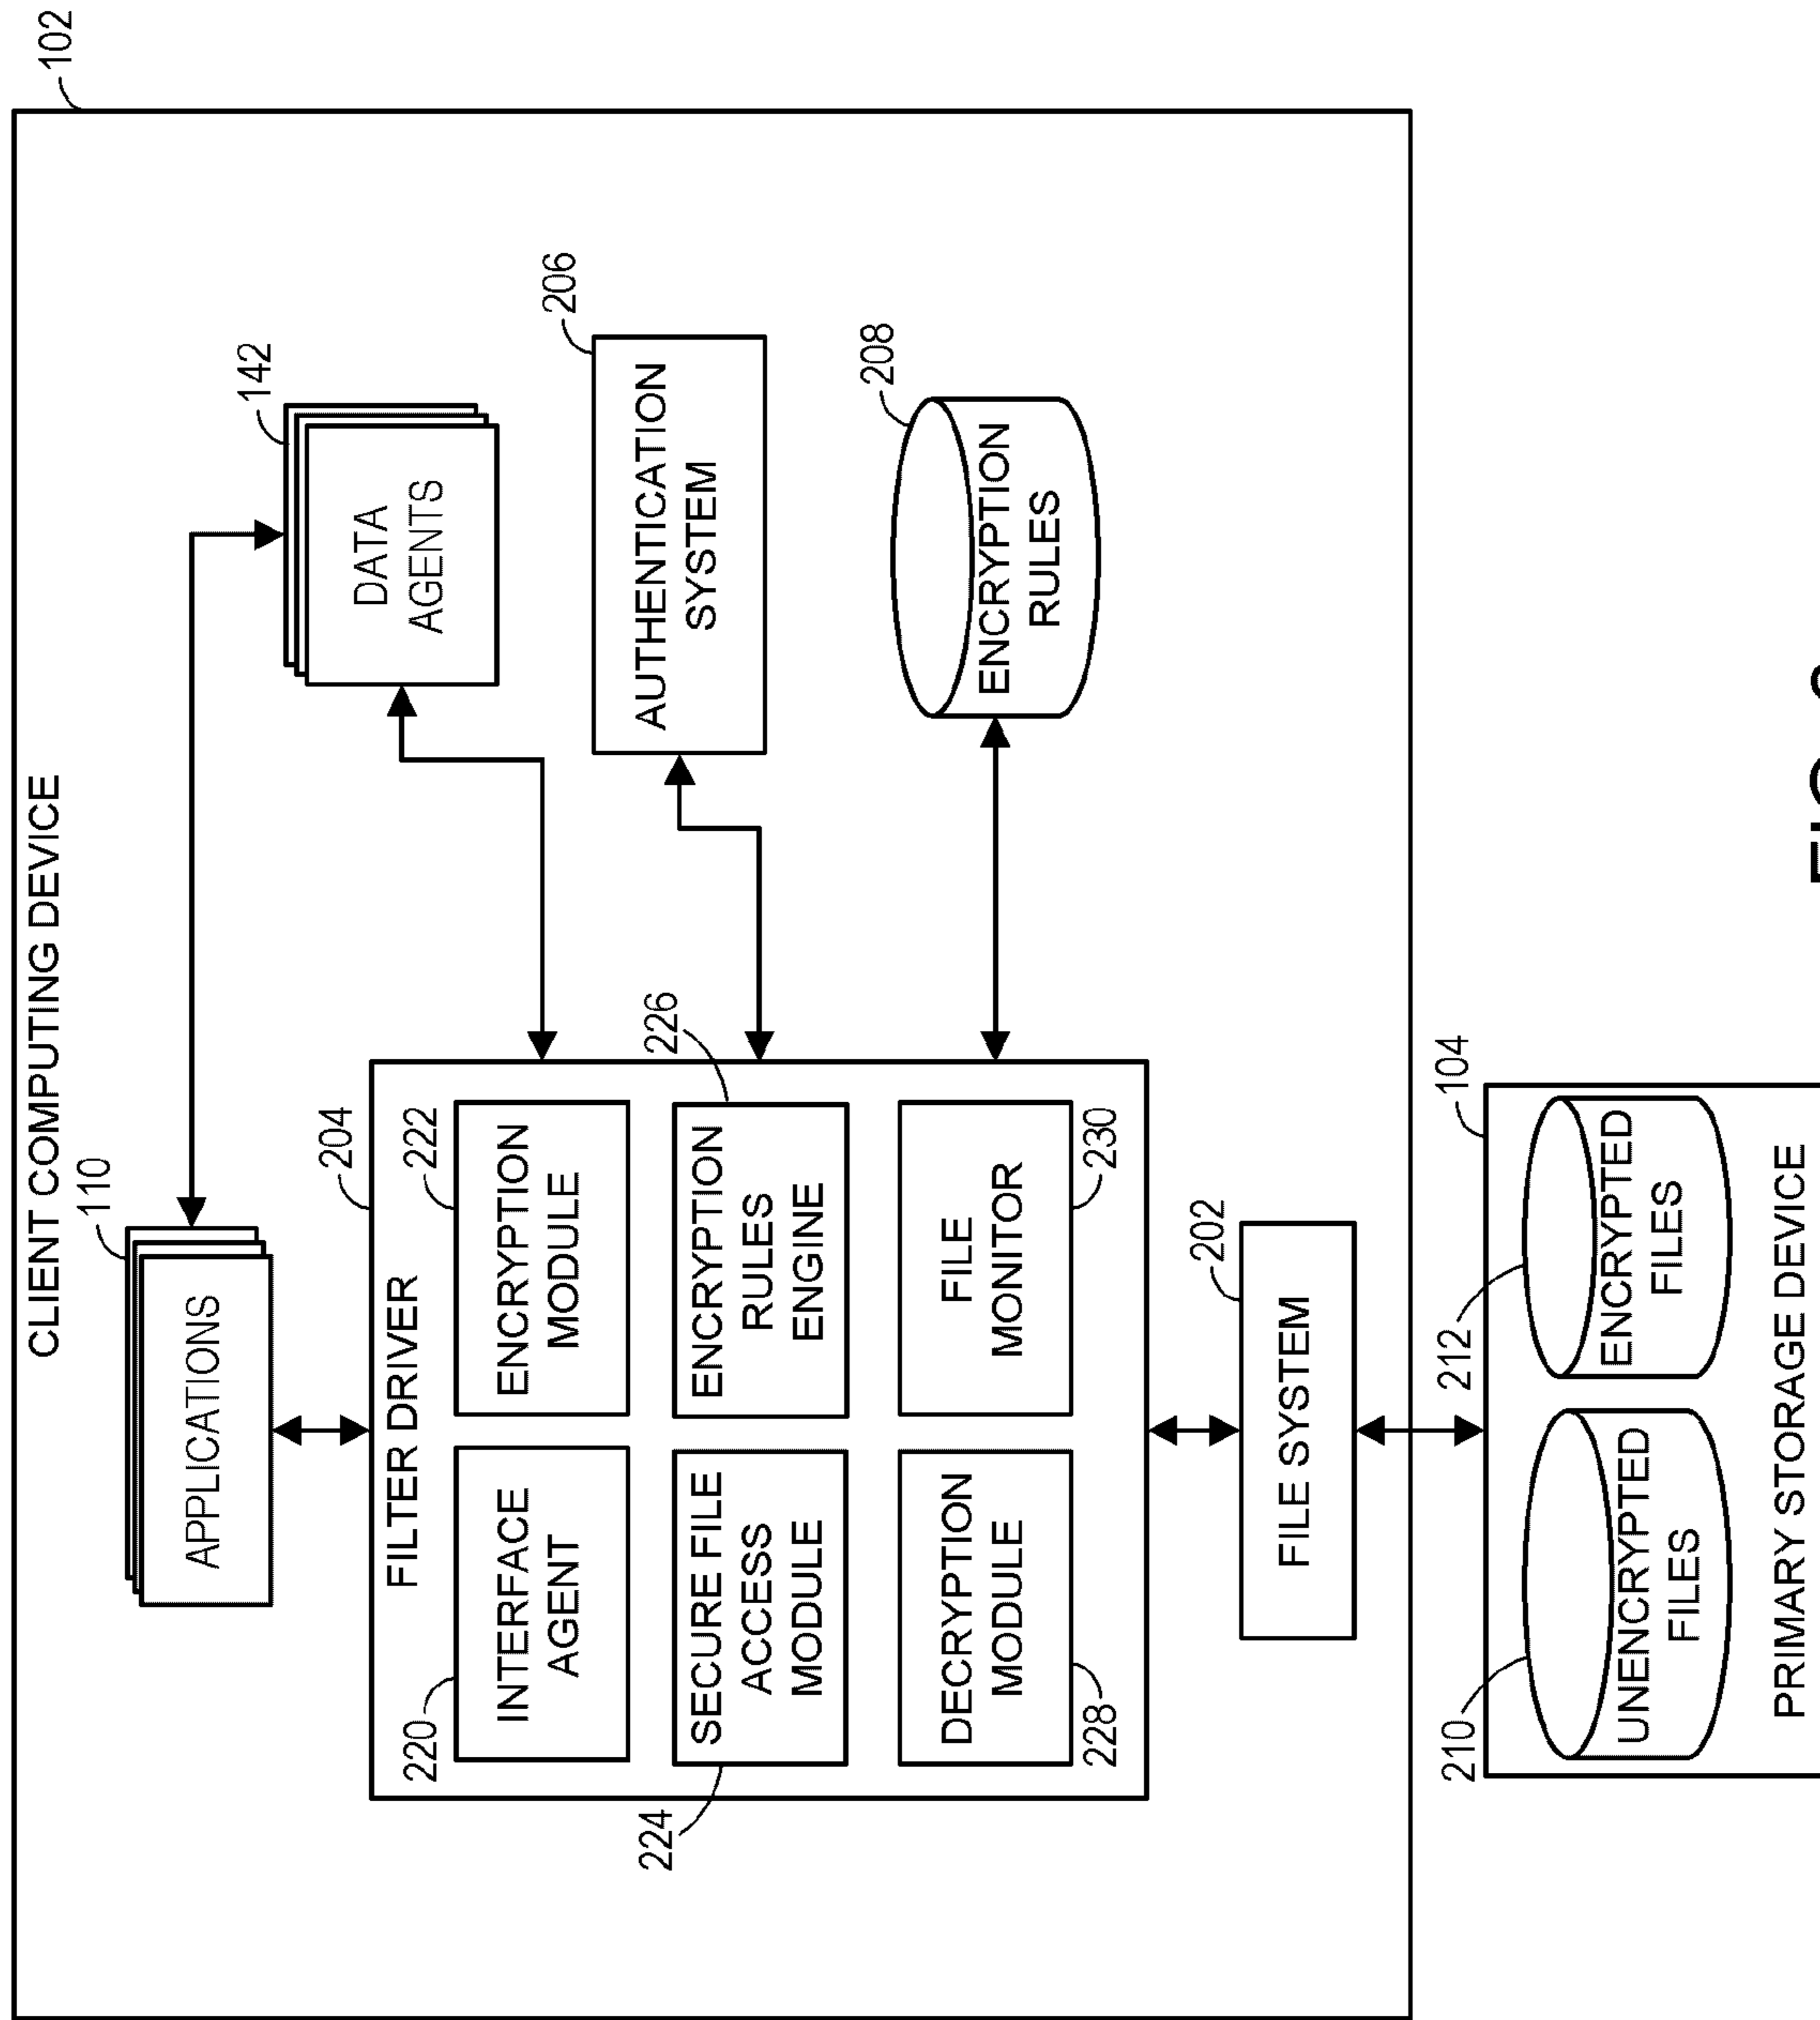 CLIENT COMPUTING DEVICE
102
110
APPLICATIONS
142
DATA
AGENTS
204
FILTER DRIVER
220
INTERFACE
AGENT
222
ENCRYPTION
MODULE
206
AUTHENTICATION
SYSTEM
224
SECURE FILE
ACCESS
MODULE
226
ENCRYPTION
RULES
ENGINE
208
ENCRYPTION
RULES
228
DECRYPTION
MODULE
230
FILE
MONITOR
202
FILE SYSTEM
104
210
UNENCRYPTED
FILES
212
ENCRYPTED
FILES
PRIMARY STORAGE DEVICE